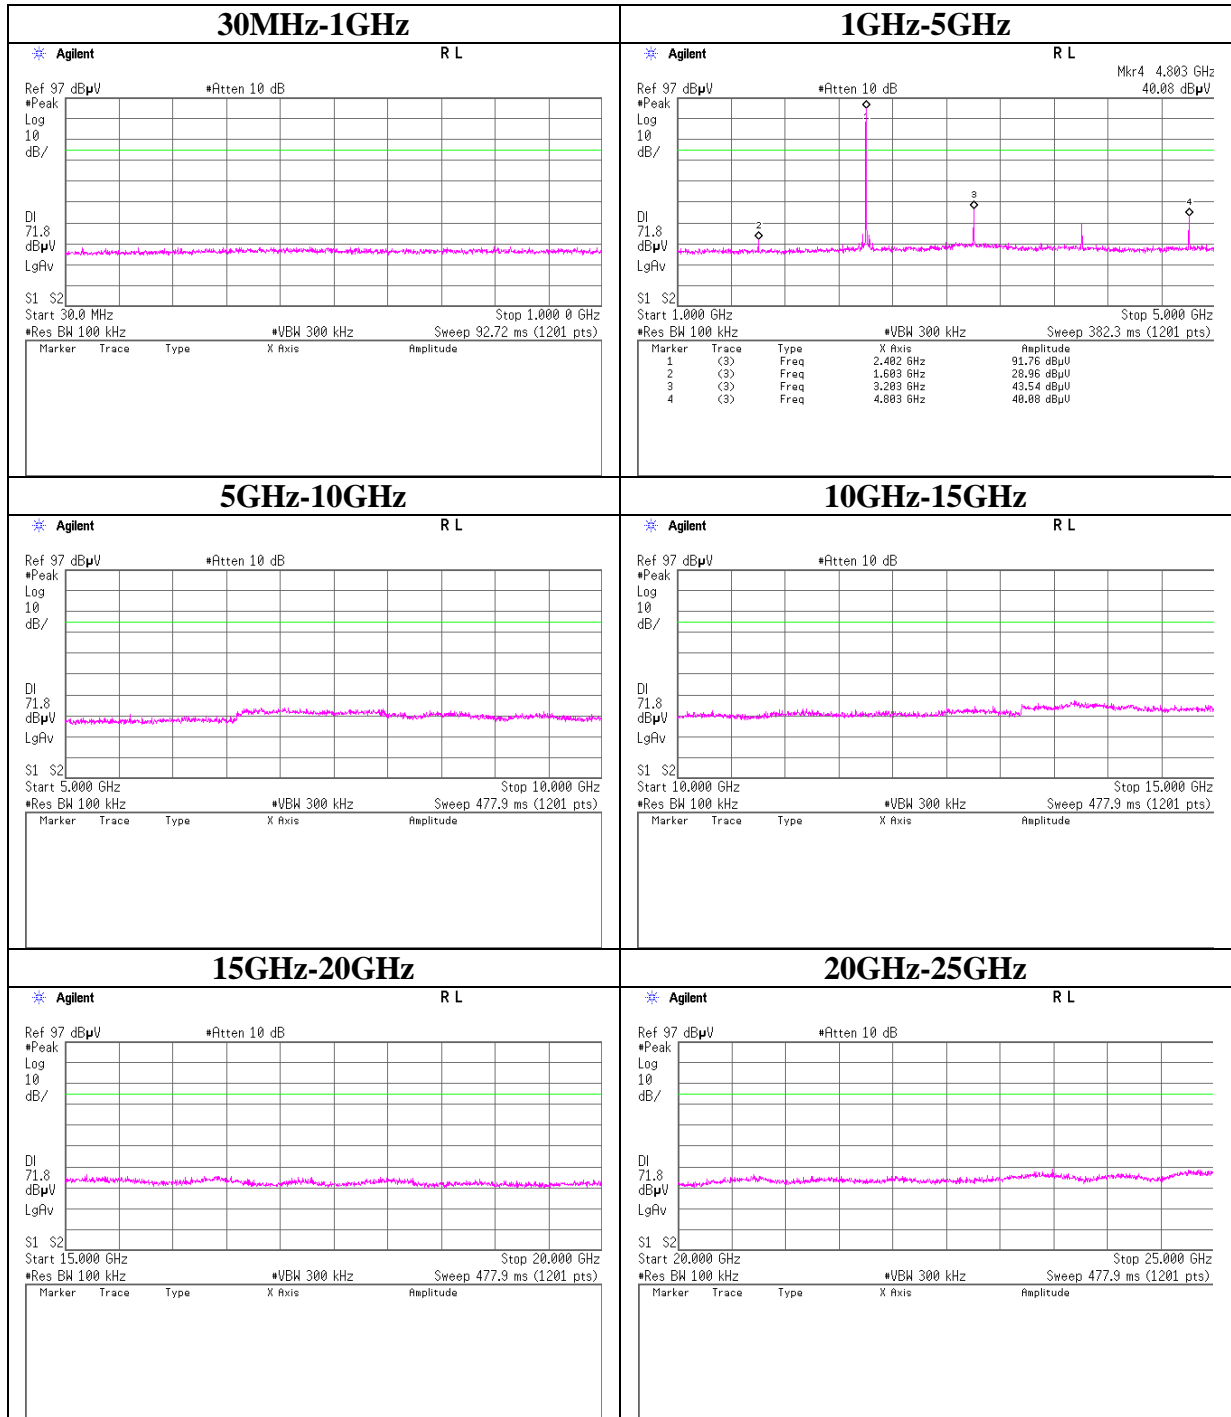 30MHz-1GHz
Agilent R L
Ref 97 dBµV #Atten 10 dB
#Peak
Log
10
dB/
DI
71.8
dBµV
LgAv
S1 S2
Start 30.0 MHz Stop 1.000 0 GHz
#Res BW 100 kHz #VBW 300 kHz Sweep 92.72 ms (1201 pts)
Marker Trace Type X Axis Amplitude
1GHz-5GHz
Agilent R L
Mkr4 4.803 GHz
Ref 97 dBµV #Atten 10 dB 40.08 dBµV
#Peak
Log
10
dB/
1
2
3
4
DI
71.8
dBµV
LgAv
S1 S2
Start 1.000 GHz Stop 5.000 GHz
#Res BW 100 kHz #VBW 300 kHz Sweep 382.3 ms (1201 pts)
Marker Trace Type X Axis Amplitude
1 (3) Freq 2.402 GHz 91.76 dBµV
2 (3) Freq 1.603 GHz 28.96 dBµV
3 (3) Freq 3.203 GHz 43.54 dBµV
4 (3) Freq 4.803 GHz 40.08 dBµV
5GHz-10GHz
Agilent R L
Ref 97 dBµV #Atten 10 dB
#Peak
Log
10
dB/
DI
71.8
dBµV
LgAv
S1 S2
Start 5.000 GHz Stop 10.000 GHz
#Res BW 100 kHz #VBW 300 kHz Sweep 477.9 ms (1201 pts)
Marker Trace Type X Axis Amplitude
10GHz-15GHz
Agilent R L
Ref 97 dBµV #Atten 10 dB
#Peak
Log
10
dB/
DI
71.8
dBµV
LgAv
S1 S2
Start 10.000 GHz Stop 15.000 GHz
#Res BW 100 kHz #VBW 300 kHz Sweep 477.9 ms (1201 pts)
Marker Trace Type X Axis Amplitude
15GHz-20GHz
Agilent R L
Ref 97 dBµV #Atten 10 dB
#Peak
Log
10
dB/
DI
71.8
dBµV
LgAv
S1 S2
Start 15.000 GHz Stop 20.000 GHz
#Res BW 100 kHz #VBW 300 kHz Sweep 477.9 ms (1201 pts)
Marker Trace Type X Axis Amplitude
20GHz-25GHz
Agilent R L
Ref 97 dBµV #Atten 10 dB
#Peak
Log
10
dB/
DI
71.8
dBµV
LgAv
S1 S2
Start 20.000 GHz Stop 25.000 GHz
#Res BW 100 kHz #VBW 300 kHz Sweep 477.9 ms (1201 pts)
Marker Trace Type X Axis Amplitude